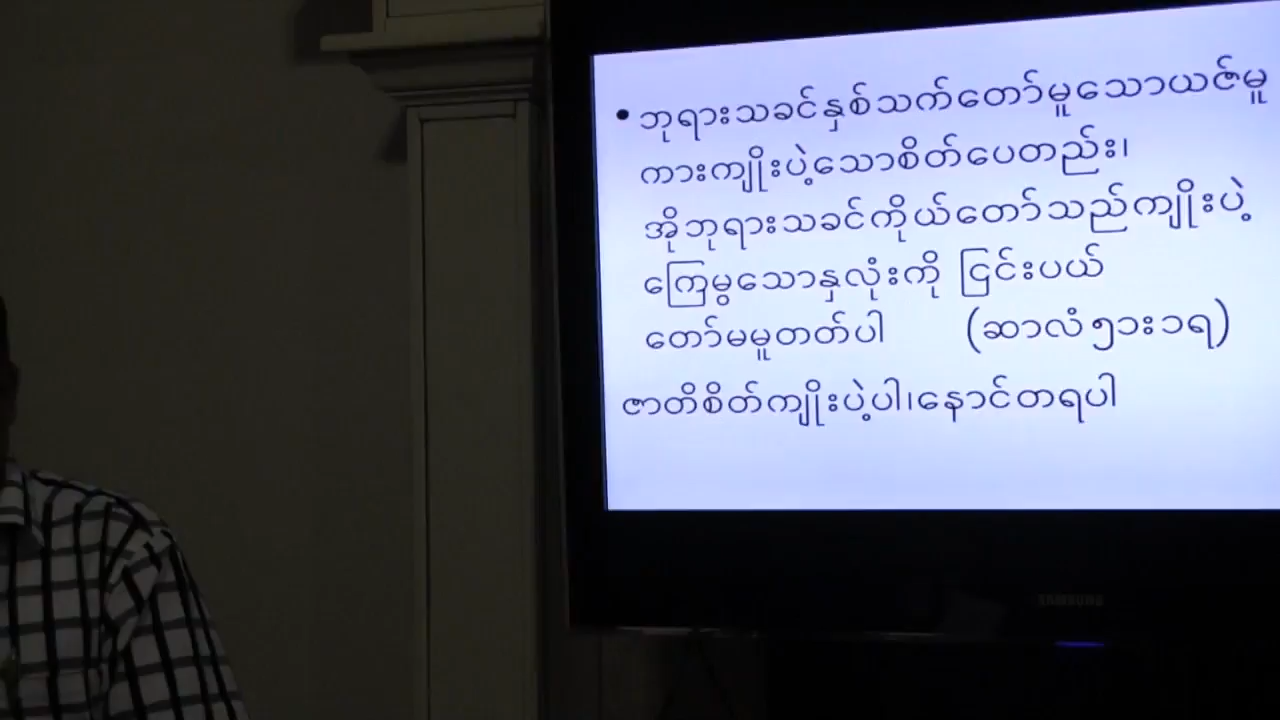 • ဘုရားသခင်နှစ်သက်တော်မူသောယဇ်မူ
ကားကျိုးပဲ့သောစိတ်ပေတည်း၊
အိုဘုရားသခင်ကိုယ်တော်သည်ကျိုးပဲ့
ကြေမွသောနှလုံးကို ငြင်းပယ်
တော်မမူတတ်ပါ (ဆာလံ၅၁း၁၇)
ဇာတိစိတ်ကျိုးပဲ့ပါ၊နောင်တရပါ
SAMSUNG